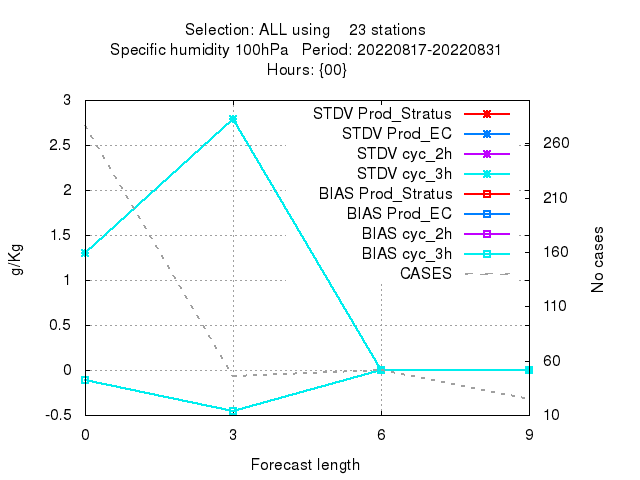 Selection: ALL using    23 stations
Specific humidity 100hPa   Period: 20220817-20220831
Hours: {00}
STDV Prod_Stratus
STDV Prod_EC
STDV cyc_2h
STDV cyc_3h
BIAS Prod_Stratus
BIAS Prod_EC
BIAS cyc_2h
BIAS cyc_3h
CASES
3
2.5
2
1.5
1
0.5
0
-0.5
g/Kg
260
210
160
110
60
10
No cases
0 3 6 9
Forecast length